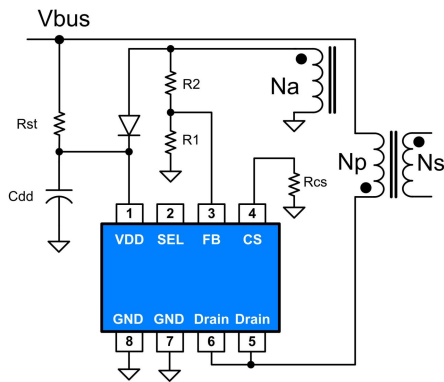 Vbus
R2
Na
Rst
R1
Np
Ns
Cdd
Rcs
1 2 3 4
VDD SEL FB CS
GND GND Drain Drain
8 7 6 5